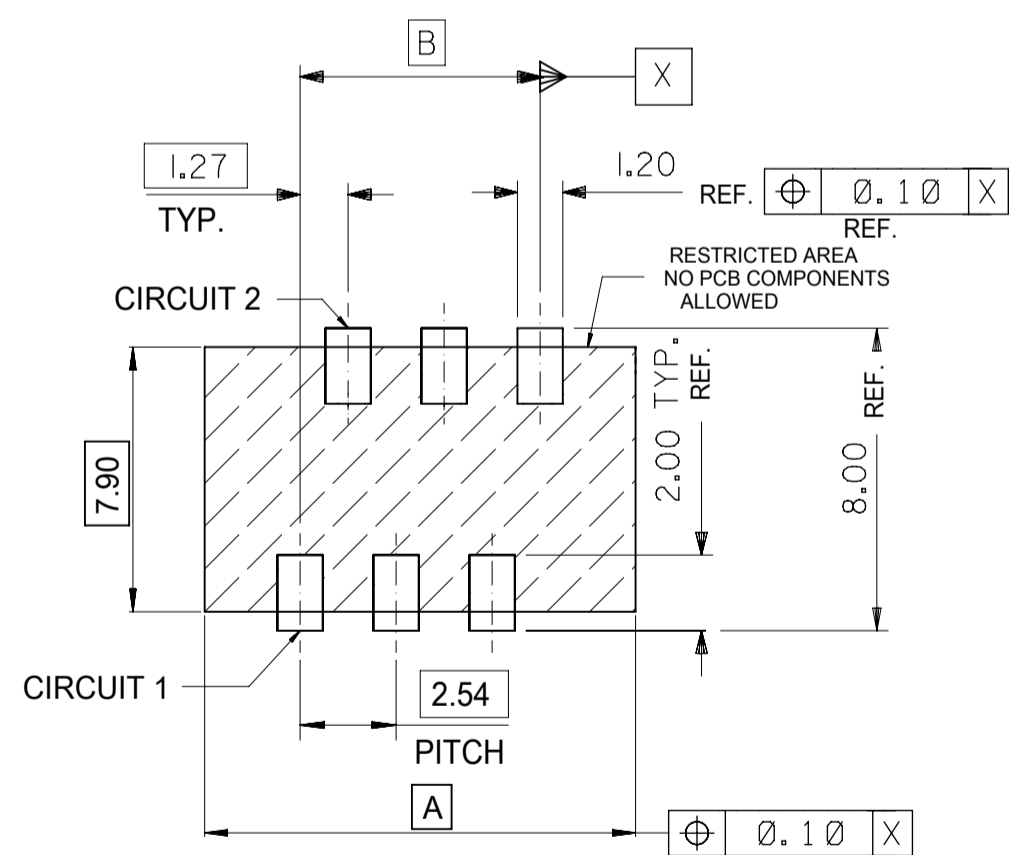 B
X
1.27
TYP.
1.20
REF.
⌖ Ø.10 X
REF.
RESTRICTED AREA
NO PCB COMPONENTS
ALLOWED
CIRCUIT 2
2.00 TYP.
REF.
8.00
REF.
7.90
CIRCUIT 1
2.54
PITCH
A
⌖ Ø.10 X